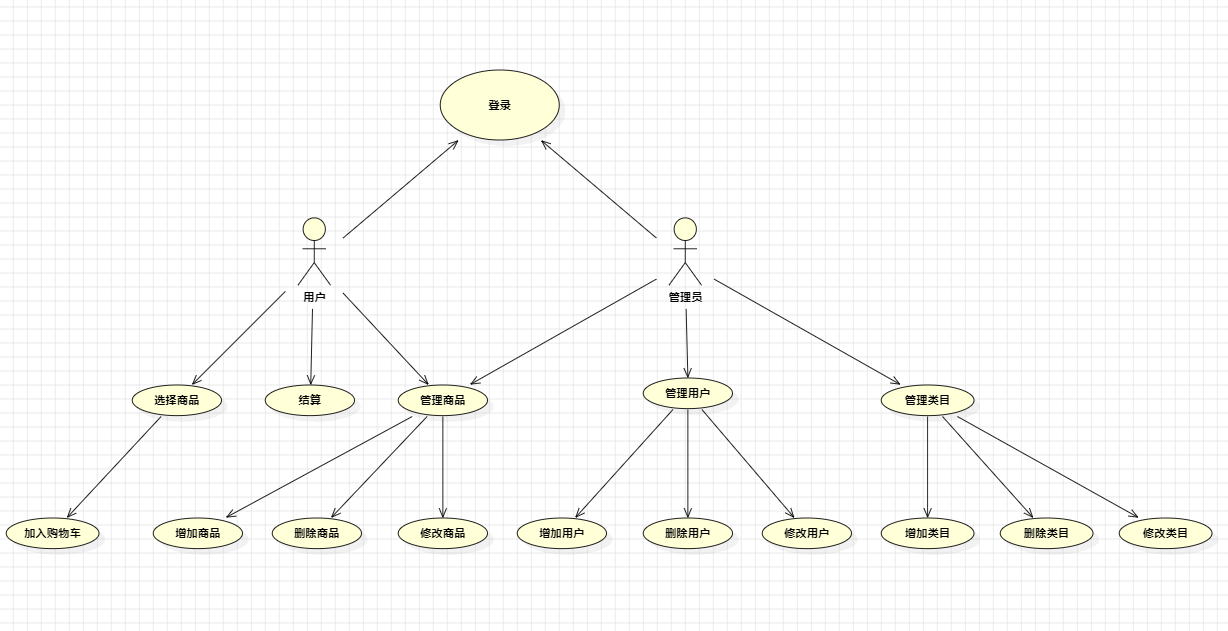 登录
用户
管理员
选择商品
结算
管理商品
管理用户
管理类目
加入购物车
增加商品
删除商品
修改商品
增加用户
删除用户
修改用户
增加类目
删除类目
修改类目